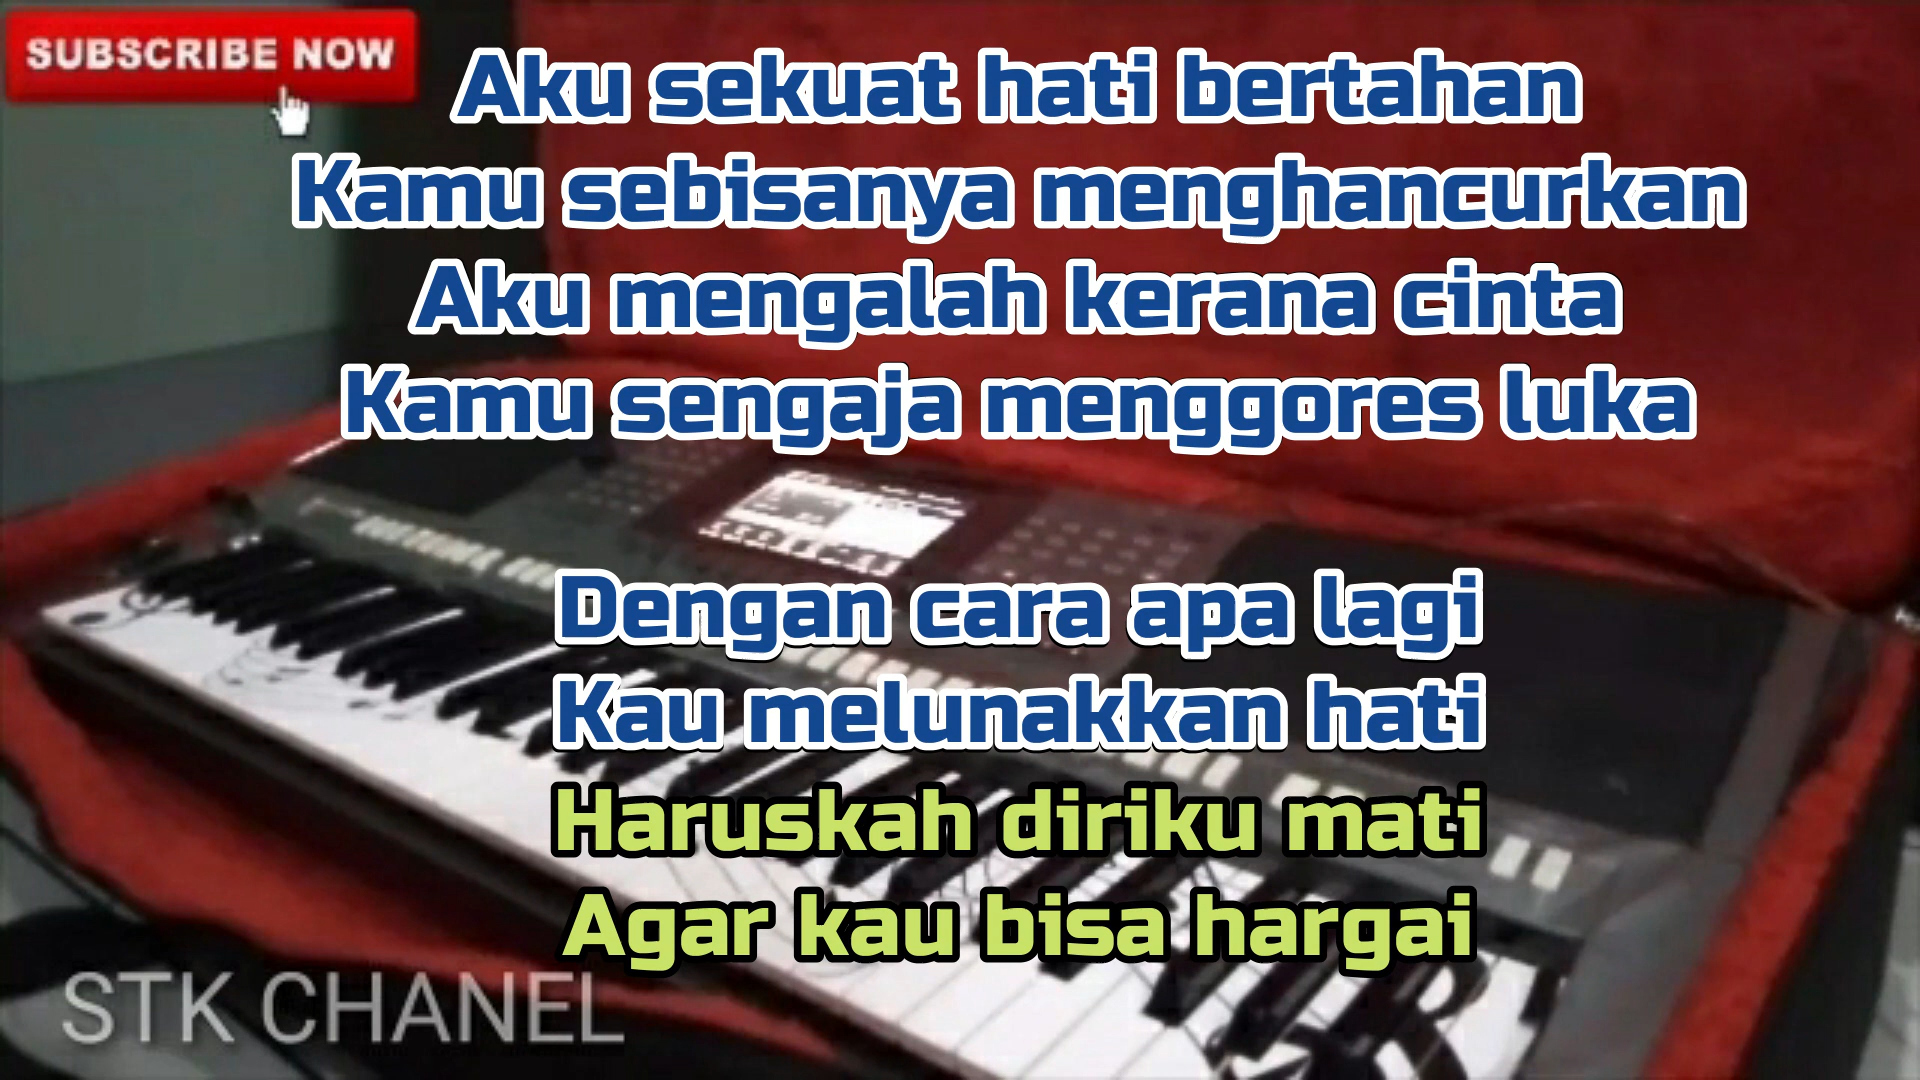 SUBSCRIBE NOW
Aku sekuat hati bertahan
Kamu sebisanya menghancurkan
Aku mengalah kerana cinta
Kamu sengaja menggores luka
Dengan cara apa lagi
Kau melunakkan hati
Haruskah diriku mati
Agar kau bisa hargai
STK CHANEL